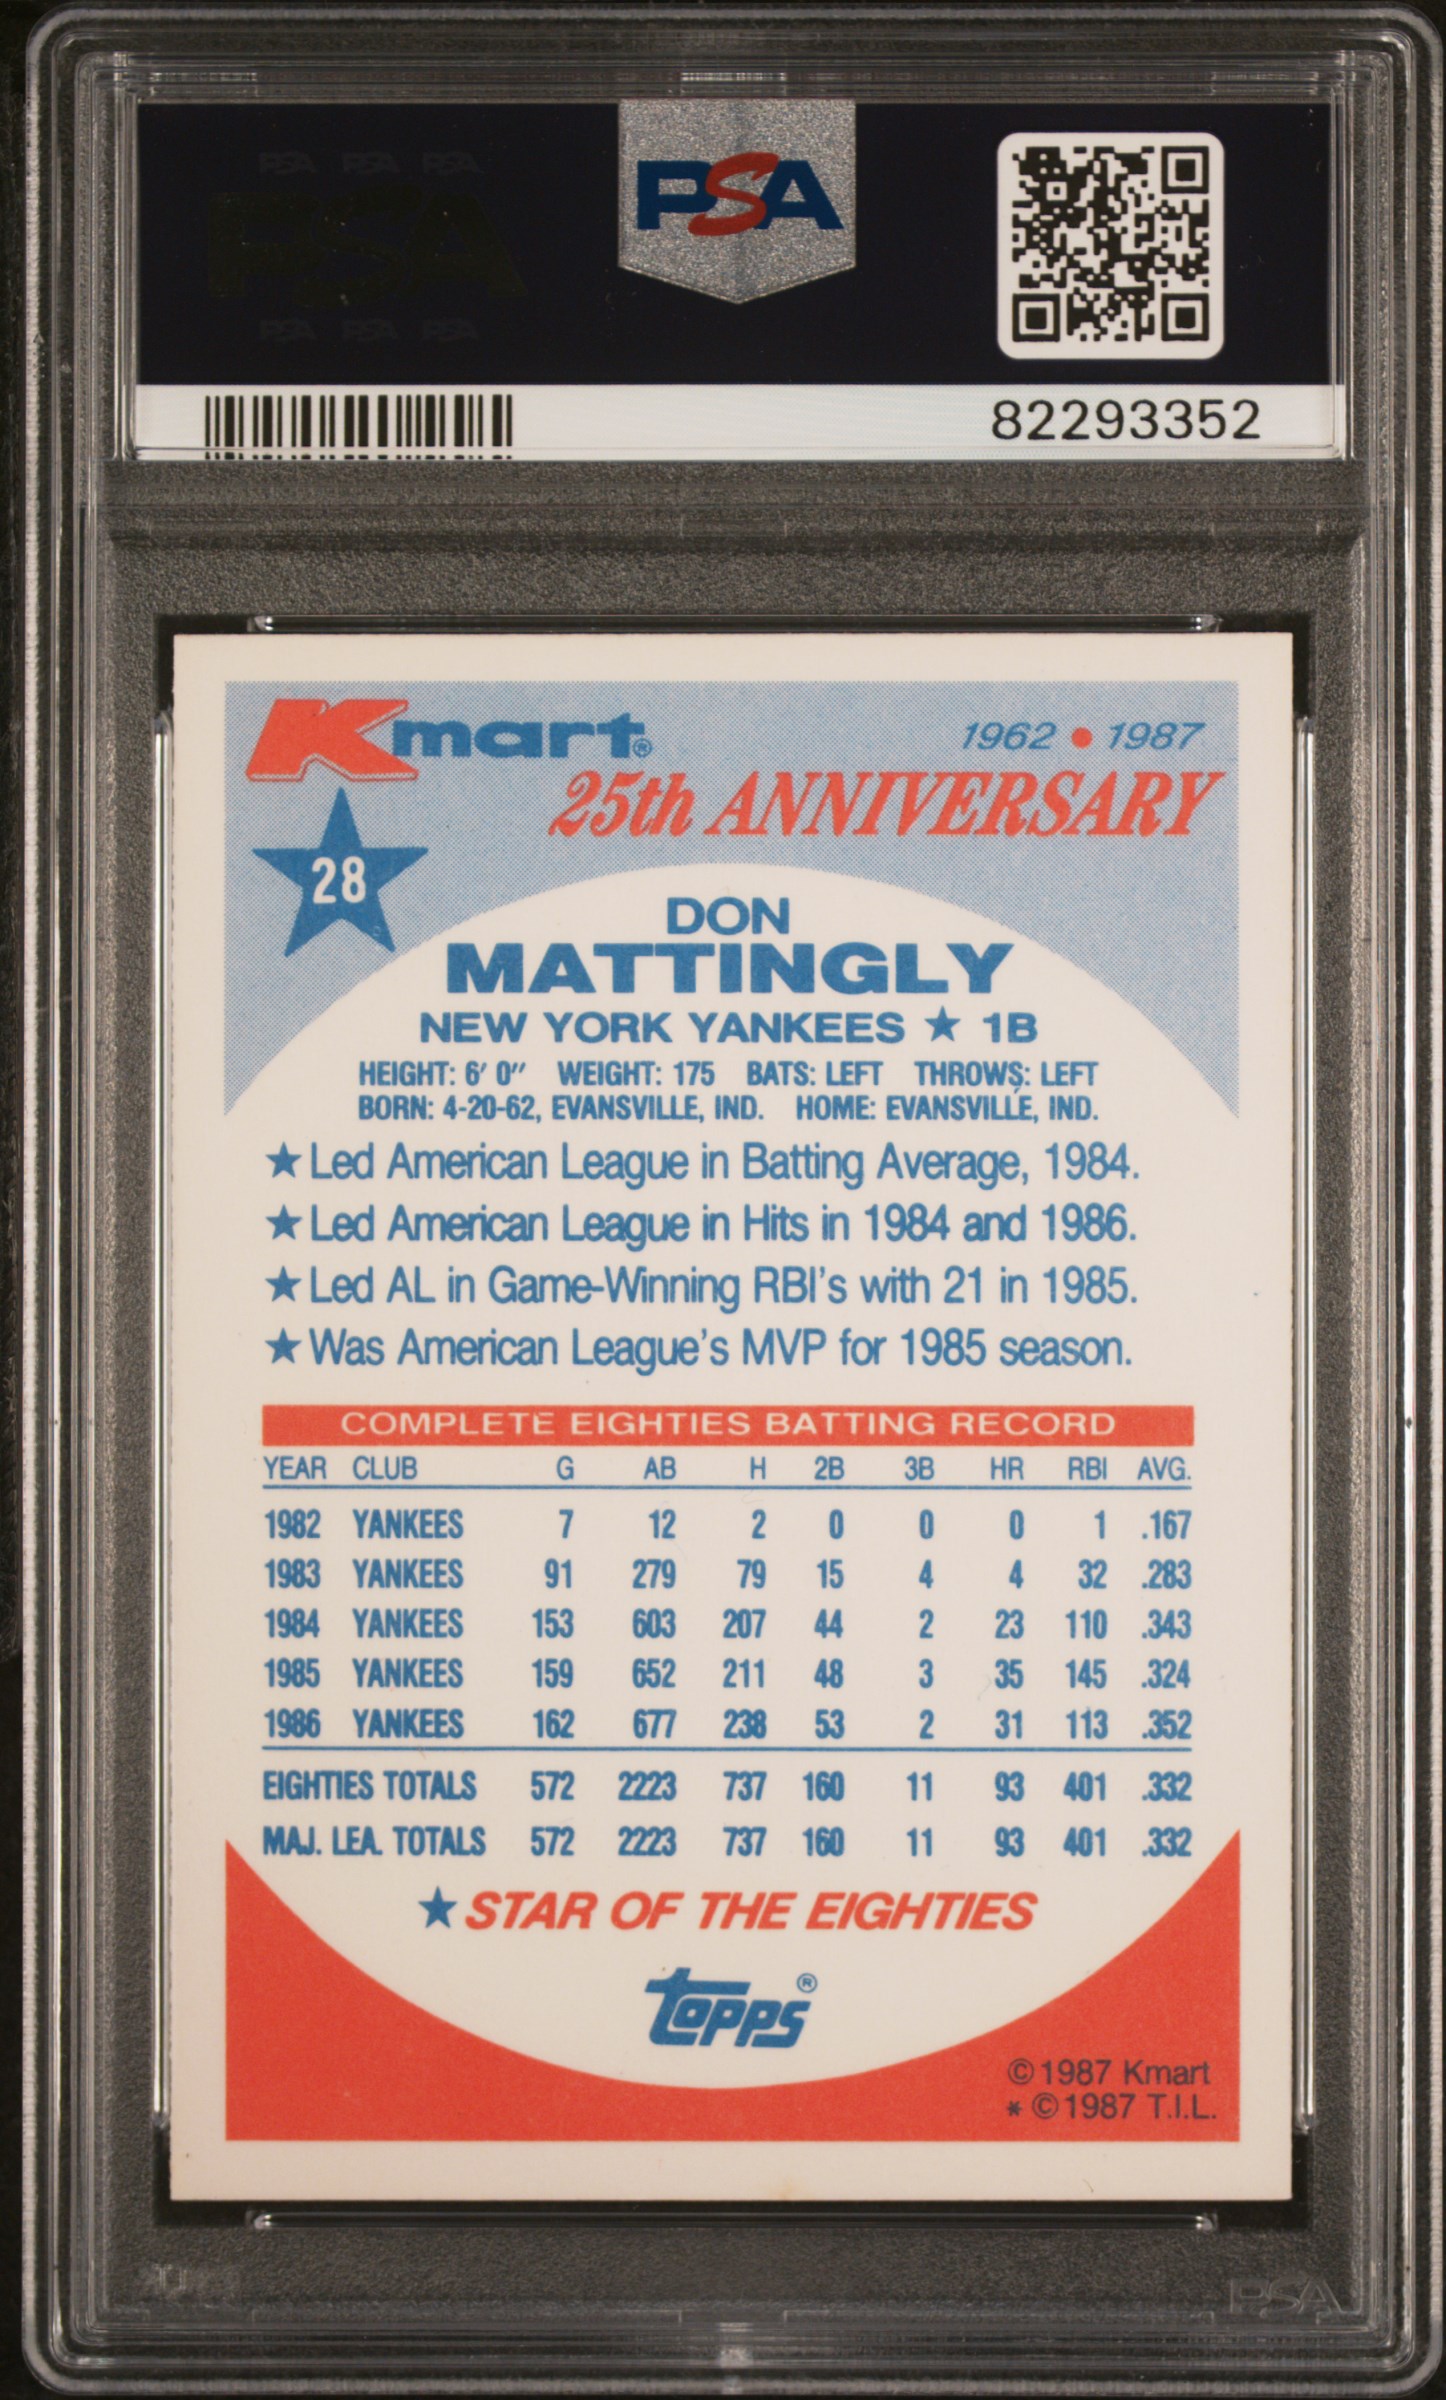 PSA PSA PSA
PSA
PSA PSA PSA
PSA
82293352
Kmart®
1962 • 1987
25th ANNIVERSARY
28
DON
MATTINGLY
NEW YORK YANKEES ★ 1B
HEIGHT: 6' 0" WEIGHT: 175 BATS: LEFT THROWS: LEFT
BORN: 4-20-62, EVANSVILLE, IND. HOME: EVANSVILLE, IND.
★ Led American League in Batting Average, 1984.
★ Led American League in Hits in 1984 and 1986.
★ Led AL in Game-Winning RBI's with 21 in 1985.
★ Was American League's MVP for 1985 season.
COMPLETE EIGHTIES BATTING RECORD
YEAR CLUB G AB H 2B 3B HR RBI AVG.
1982 YANKEES 7 12 2 0 0 0 1 .167
1983 YANKEES 91 279 79 15 4 4 32 .283
1984 YANKEES 153 603 207 44 2 23 110 .343
1985 YANKEES 159 652 211 48 3 35 145 .324
1986 YANKEES 162 677 238 53 2 31 113 .352
EIGHTIES TOTALS 572 2223 737 160 11 93 401 .332
MAJ. LEA. TOTALS 572 2223 737 160 11 93 401 .332
★ STAR OF THE EIGHTIES
topps®
© 1987 Kmart
* © 1987 T.I.L.
PSA